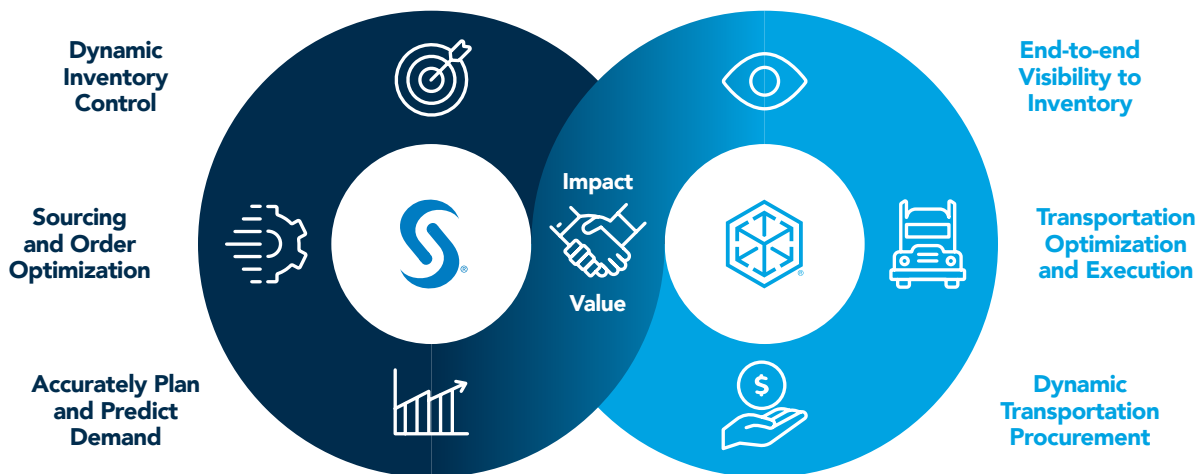 Dynamic
Inventory
Control
End-to-end
Visibility to
Inventory
Sourcing
and Order
Optimization
Impact
Value
Transportation
Optimization
and Execution
Accurately Plan
and Predict
Demand
$
Dynamic
Transportation
Procurement